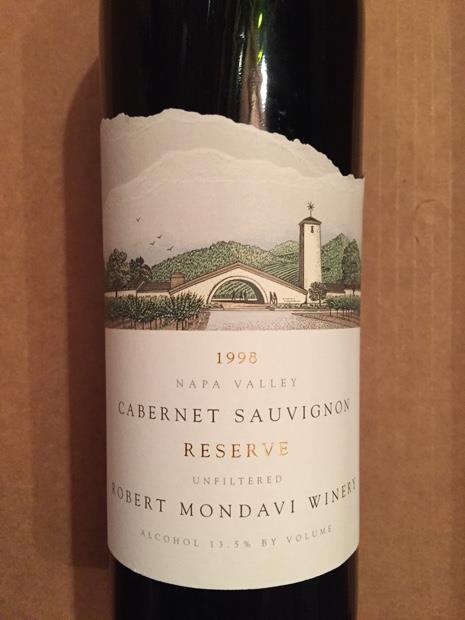 1998
NAPA VALLEY
CABERNET SAUVIGNON
RESERVE
UNFILTERED
ROBERT MONDAVI WINERY
ALCOHOL 13.5% BY VOLUME